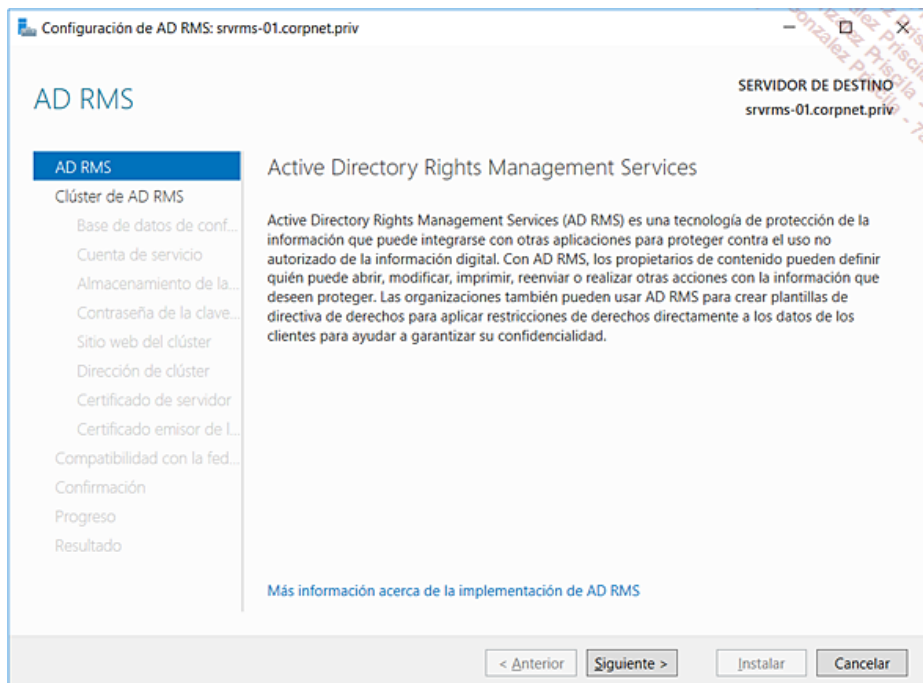 Configuración de AD RMS: srvrms-01.corpnet.priv
AD RMS
SERVIDOR DE DESTINO
srvrms-01.corpnet.priv
AD RMS
Clúster de AD RMS
Base de datos de conf...
Cuenta de servicio
Almacenamiento de la...
Contraseña de la clave...
Sitio web del clúster
Dirección de clúster
Certificado de servidor
Certificado emisor de l...
Compatibilidad con la fed...
Confirmación
Progreso
Resultado
Active Directory Rights Management Services
Active Directory Rights Management Services (AD RMS) es una tecnología de protección de la
información que puede integrarse con otras aplicaciones para proteger contra el uso no
autorizado de la información digital. Con AD RMS, los propietarios de contenido pueden definir
quién puede abrir, modificar, imprimir, reenviar o realizar otras acciones con la información que
deseen proteger. Las organizaciones también pueden usar AD RMS para crear plantillas de
directiva de derechos para aplicar restricciones de derechos directamente a los datos de los
clientes para ayudar a garantizar su confidencialidad.
Más información acerca de la implementación de AD RMS
< Anterior
Siguiente >
Instalar
Cancelar